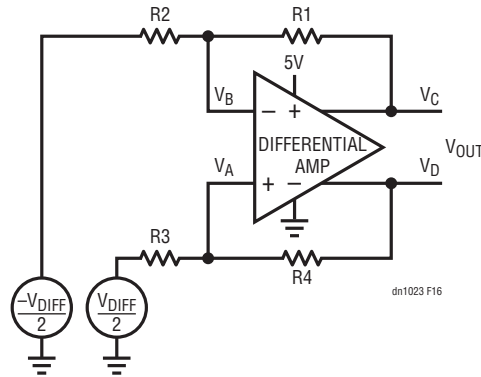 R2
R1
5V
VB
VC
− +
DIFFERENTIAL
AMP
VOUT
VA
VD
+ −
R3
R4
dn1023 F16
–VDIFF
2
VDIFF
2